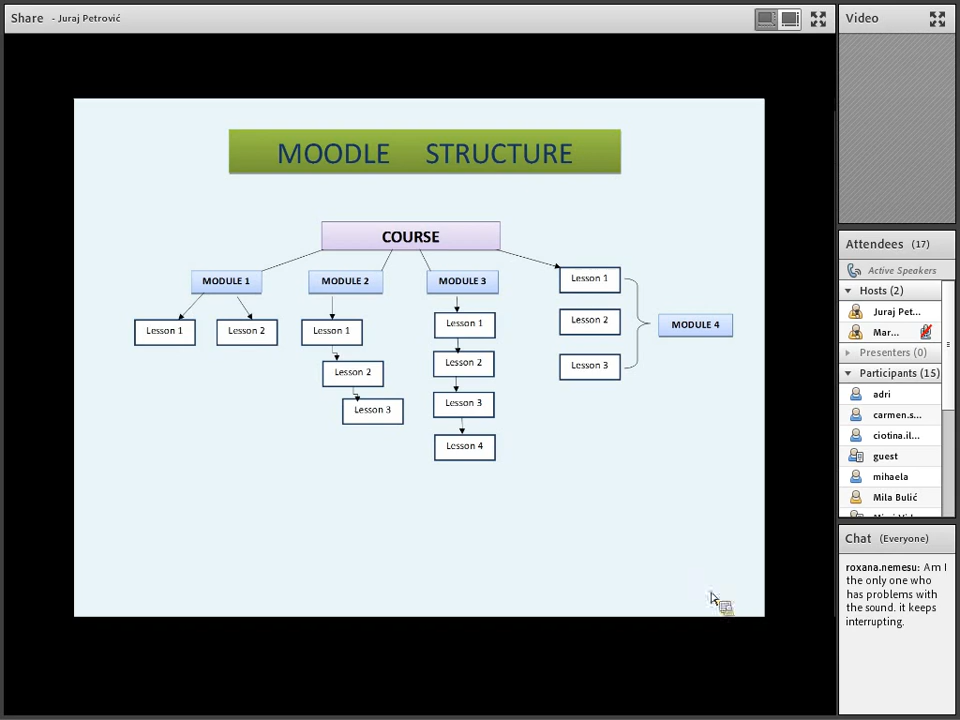 Share - Juraj Petrović
MOODLE STRUCTURE
COURSE
MODULE 1
MODULE 2
MODULE 3
Lesson 1
Lesson 2
Lesson 1
Lesson 2
Lesson 3
Lesson 1
Lesson 2
Lesson 3
Lesson 4
Lesson 1
Lesson 2
Lesson 3
MODULE 4
Video
Attendees (17)
Active Speakers
Hosts (2)
Juraj Pet...
Mar...
Presenters (0)
Participants (15)
adri
carmen.s...
ciotina.il...
guest
mihaela
Mila Bulić
Chat (Everyone)
roxana.nemesu: Am I
the only one who
has problems with
the sound. it keeps
interrupting.